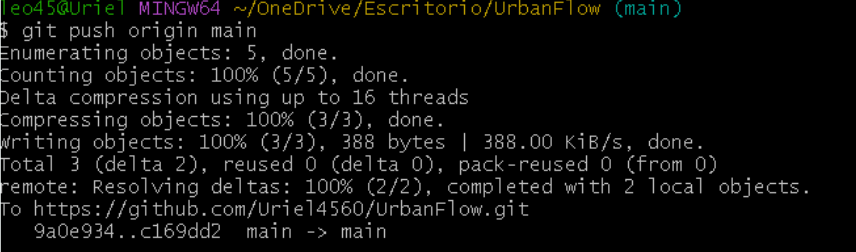 leo45@Uriel MINGW64 ~/OneDrive/Escritorio/UrbanFlow (main)
$ git push origin main
Enumerating objects: 5, done.
Counting objects: 100% (5/5), done.
Delta compression using up to 16 threads
Compressing objects: 100% (3/3), done.
Writing objects: 100% (3/3), 388 bytes | 388.00 KiB/s, done.
Total 3 (delta 2), reused 0 (delta 0), pack-reused 0 (from 0)
remote: Resolving deltas: 100% (2/2), completed with 2 local objects.
To https://github.com/Uriel4560/UrbanFlow.git
   9a0e934..c169dd2  main -> main